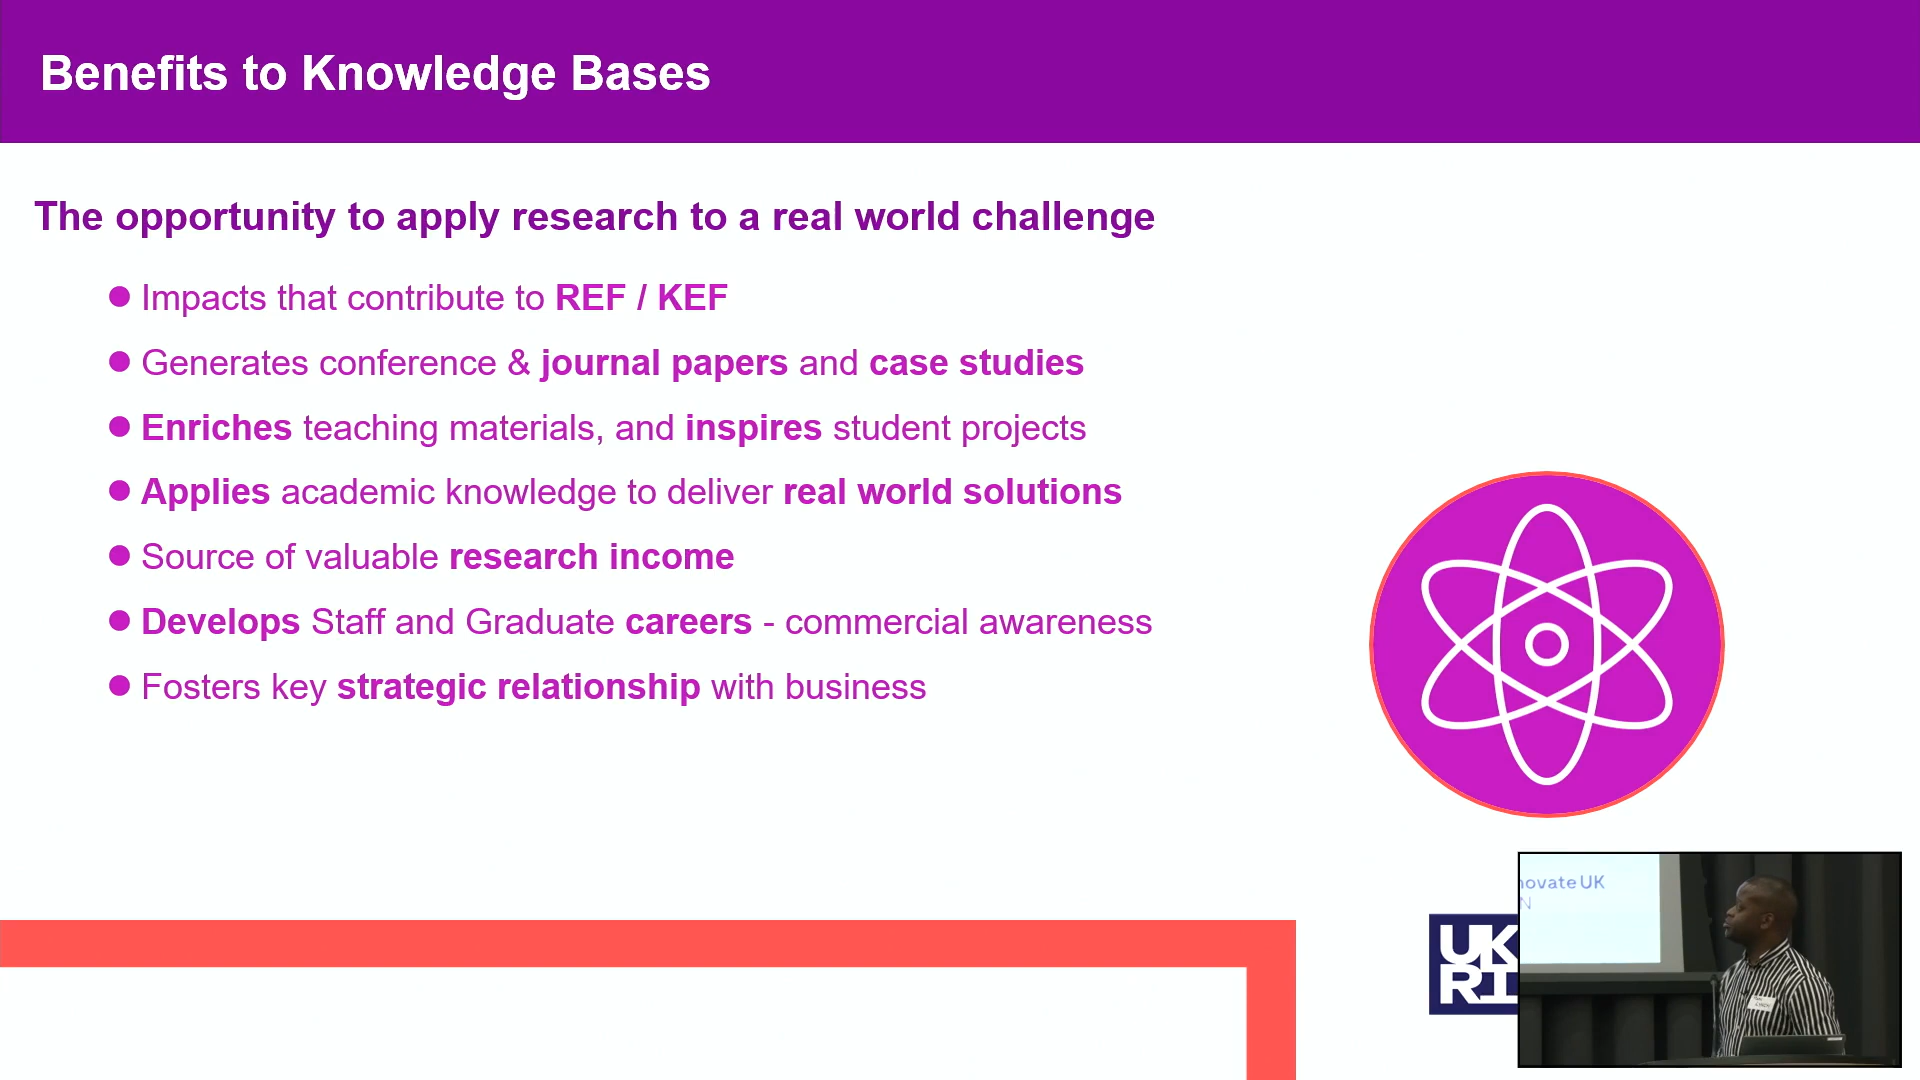 Benefits to Knowledge Bases
The opportunity to apply research to a real world challenge
Impacts that contribute to REF / KEF
Generates conference & journal papers and case studies
Enriches teaching materials, and inspires student projects
Applies academic knowledge to deliver real world solutions
Source of valuable research income
Develops Staff and Graduate careers - commercial awareness
Fosters key strategic relationship with business
UK
RI
novate UK
N